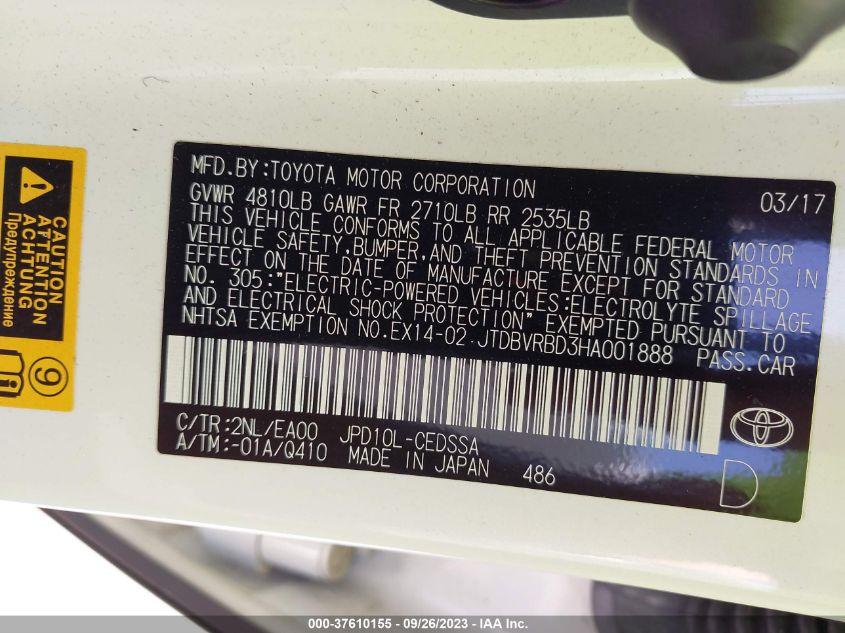 MFD.BY:TOYOTA MOTOR CORPORATION 03/17
GVWR 4810LB GAWR FR 2710LB RR 2535LB
THIS VEHICLE CONFORMS TO ALL APPLICABLE FEDERAL MOTOR
VEHICLE SAFETY,BUMPER,AND THEFT PREVENTION STANDARDS IN
EFFECT ON THE DATE OF MANUFACTURE EXCEPT FOR STANDARD
NO. 305:"ELECTRIC-POWERED VEHICLES:ELECTROLYTE SPILLAGE
AND ELECTRICAL SHOCK PROTECTION" EXEMPTED PURSUANT TO
NHTSA EXEMPTION NO.EX14-02 JTDBVRBD3HA001888 PASS.CAR
C/TR:2NL/EA00 JPD10L-CEDSSA
A/TM:-01A/Q410 MADE IN JAPAN 486
D
CAUTION
ATTENTION
ACHTUNG
Предупреждение
9
000-37610155 - 09/26/2023 - IAA Inc.